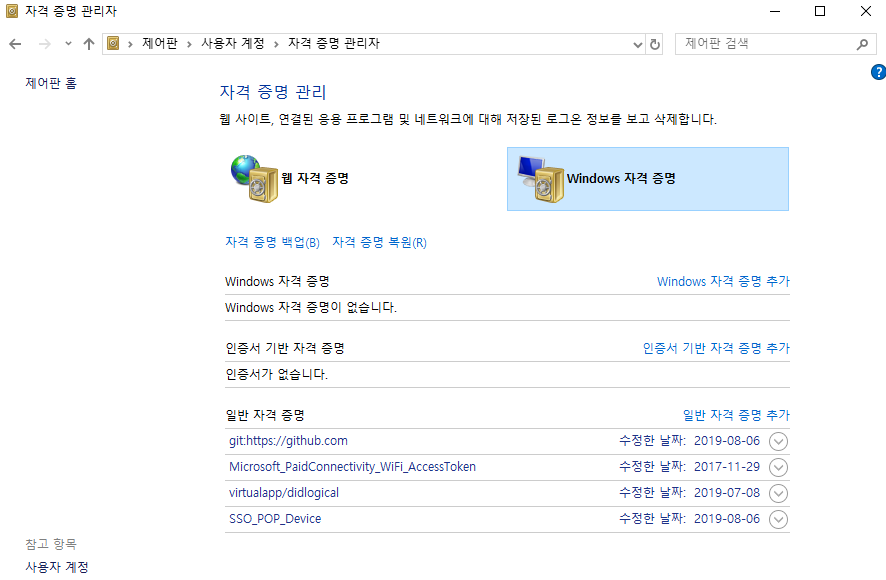 자격 증명 관리자
제어판 > 사용자 계정 > 자격 증명 관리자
제어판 검색
제어판 홈
자격 증명 관리
웹 사이트, 연결된 응용 프로그램 및 네트워크에 대해 저장된 로그온 정보를 보고 삭제합니다.
웹 자격 증명
Windows 자격 증명
자격 증명 백업(B) 자격 증명 복원(R)
Windows 자격 증명 Windows 자격 증명 추가
Windows 자격 증명이 없습니다.
인증서 기반 자격 증명 인증서 기반 자격 증명 추가
인증서가 없습니다.
일반 자격 증명 일반 자격 증명 추가
git:https://github.com 수정한 날짜: 2019-08-06
Microsoft_PaidConnectivity_WiFi_AccessToken 수정한 날짜: 2017-11-29
virtualapp/didlogical 수정한 날짜: 2019-07-08
SSO_POP_Device 수정한 날짜: 2019-08-06
참고 항목
사용자 계정
?